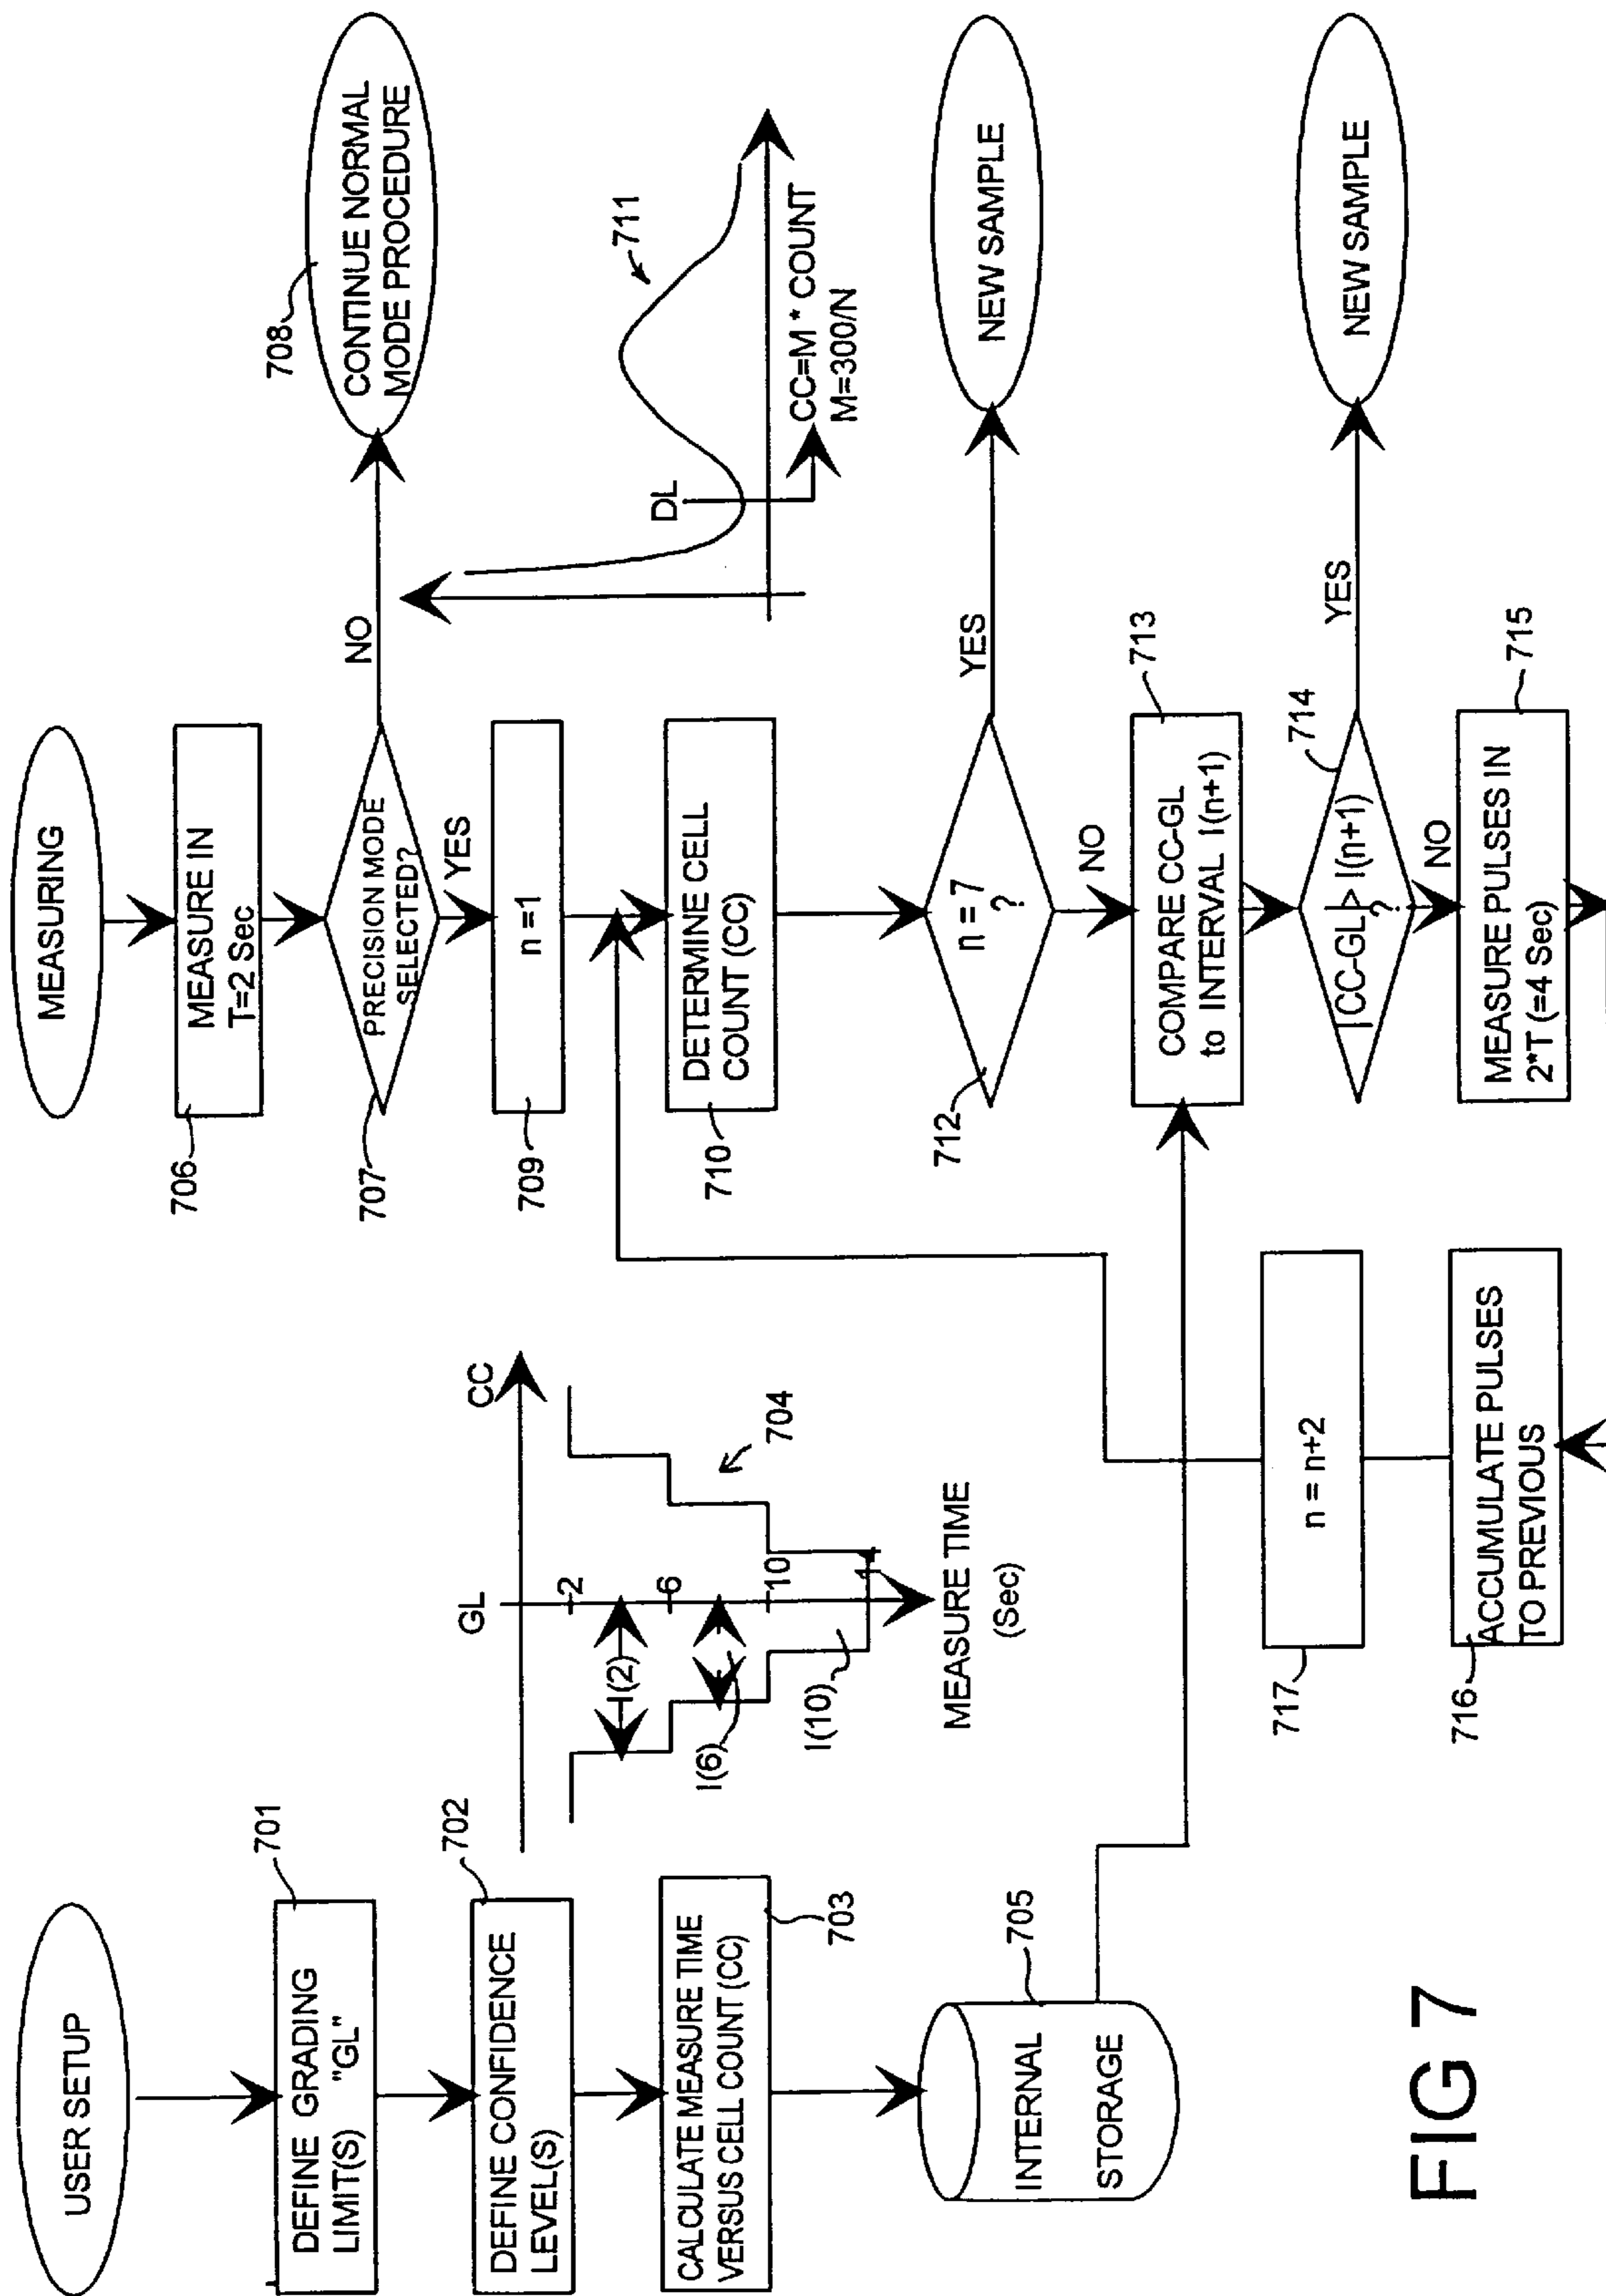 USER SETUP
DEFINE GRADING
LIMIT(S) "GL"
701
DEFINE CONFIDENCE
LEVEL(S)
702
CALCULATE MEASURE TIME
VERSUS CELL COUNT (CC)
703
INTERNAL
STORAGE
705
GL
CC
2
6
10
I(2)
I(6)
I(10)
704
MEASURE TIME
(Sec)
n = n+2
717
ACCUMULATE PULSES
TO PREVIOUS
716
MEASURING
MEASURE IN
T=2 Sec
706
PRECISION MODE
SELECTED?
707
NO
YES
CONTINUE NORMAL
MODE PROCEDURE
708
n =1
709
DETERMINE CELL
COUNT (CC)
710
DL
711
CC=M * COUNT
M=300/N
n = 7
?
712
YES
NO
NEW SAMPLE
COMPARE CC-GL
to INTERVAL I(n+1)
713
|CC-GL|> I(n+1)
?
714
YES
NO
NEW SAMPLE
MEASURE PULSES IN
2*T (=4 Sec)
715
FIG 7